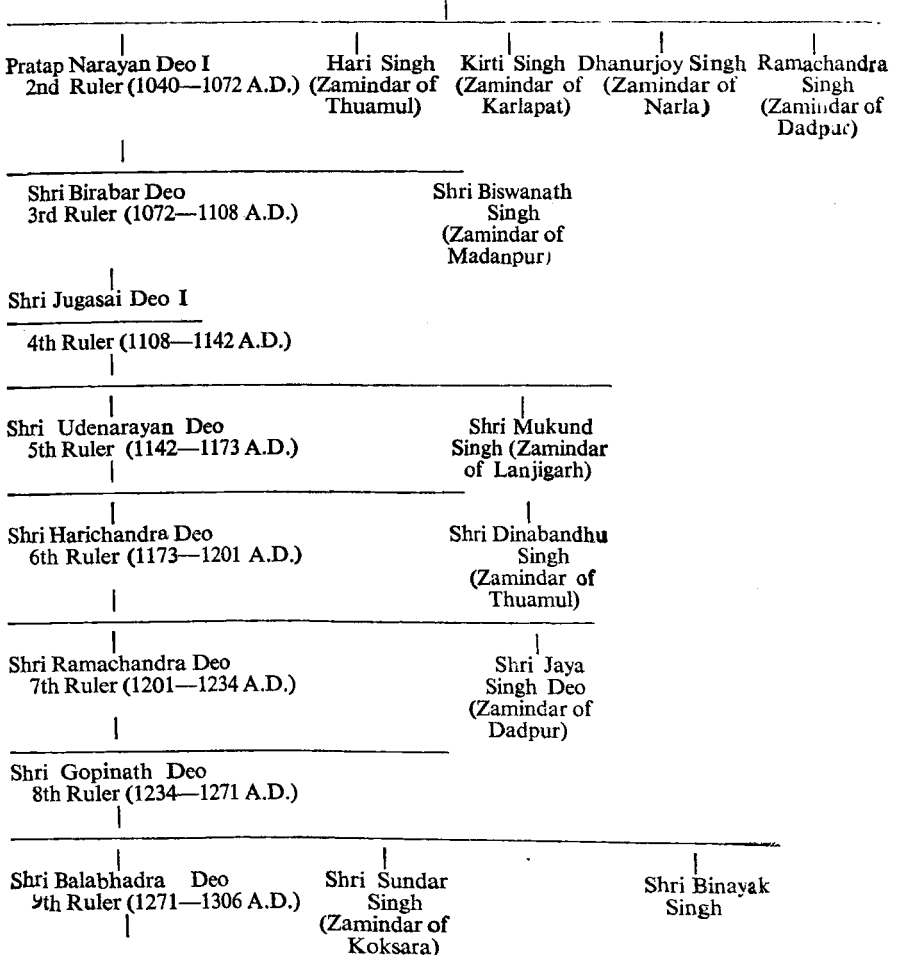 Pratap Narayan Deo I
2nd Ruler (1040—1072 A.D.)
Hari Singh
(Zamindar of
Thuamul)
Kirti Singh
(Zamindar of
Karlapat)
Dhanurjoy Singh
(Zamindar of
Narla)
Ramachandra
Singh
(Zamindar of
Dadpur)
Shri Birabar Deo
3rd Ruler (1072—1108 A.D.)
Shri Biswanath
Singh
(Zamindar of
Madanpur)
Shri Jugasai Deo I
4th Ruler (1108—1142 A.D.)
Shri Udenarayan Deo
5th Ruler (1142—1173 A.D.)
Shri Mukund
Singh (Zamindar
of Lanjigarh)
Shri Harichandra Deo
6th Ruler (1173—1201 A.D.)
Shri Dinabandhu
Singh
(Zamindar of
Thuamul)
Shri Ramachandra Deo
7th Ruler (1201—1234 A.D.)
Shri Jaya
Singh Deo
(Zamindar of
Dadpur)
Shri Gopinath Deo
8th Ruler (1234—1271 A.D.)
Shri Balabhadra Deo
9th Ruler (1271—1306 A.D.)
Shri Sundar
Singh
(Zamindar of
Koksara)
Shri Binayak
Singh